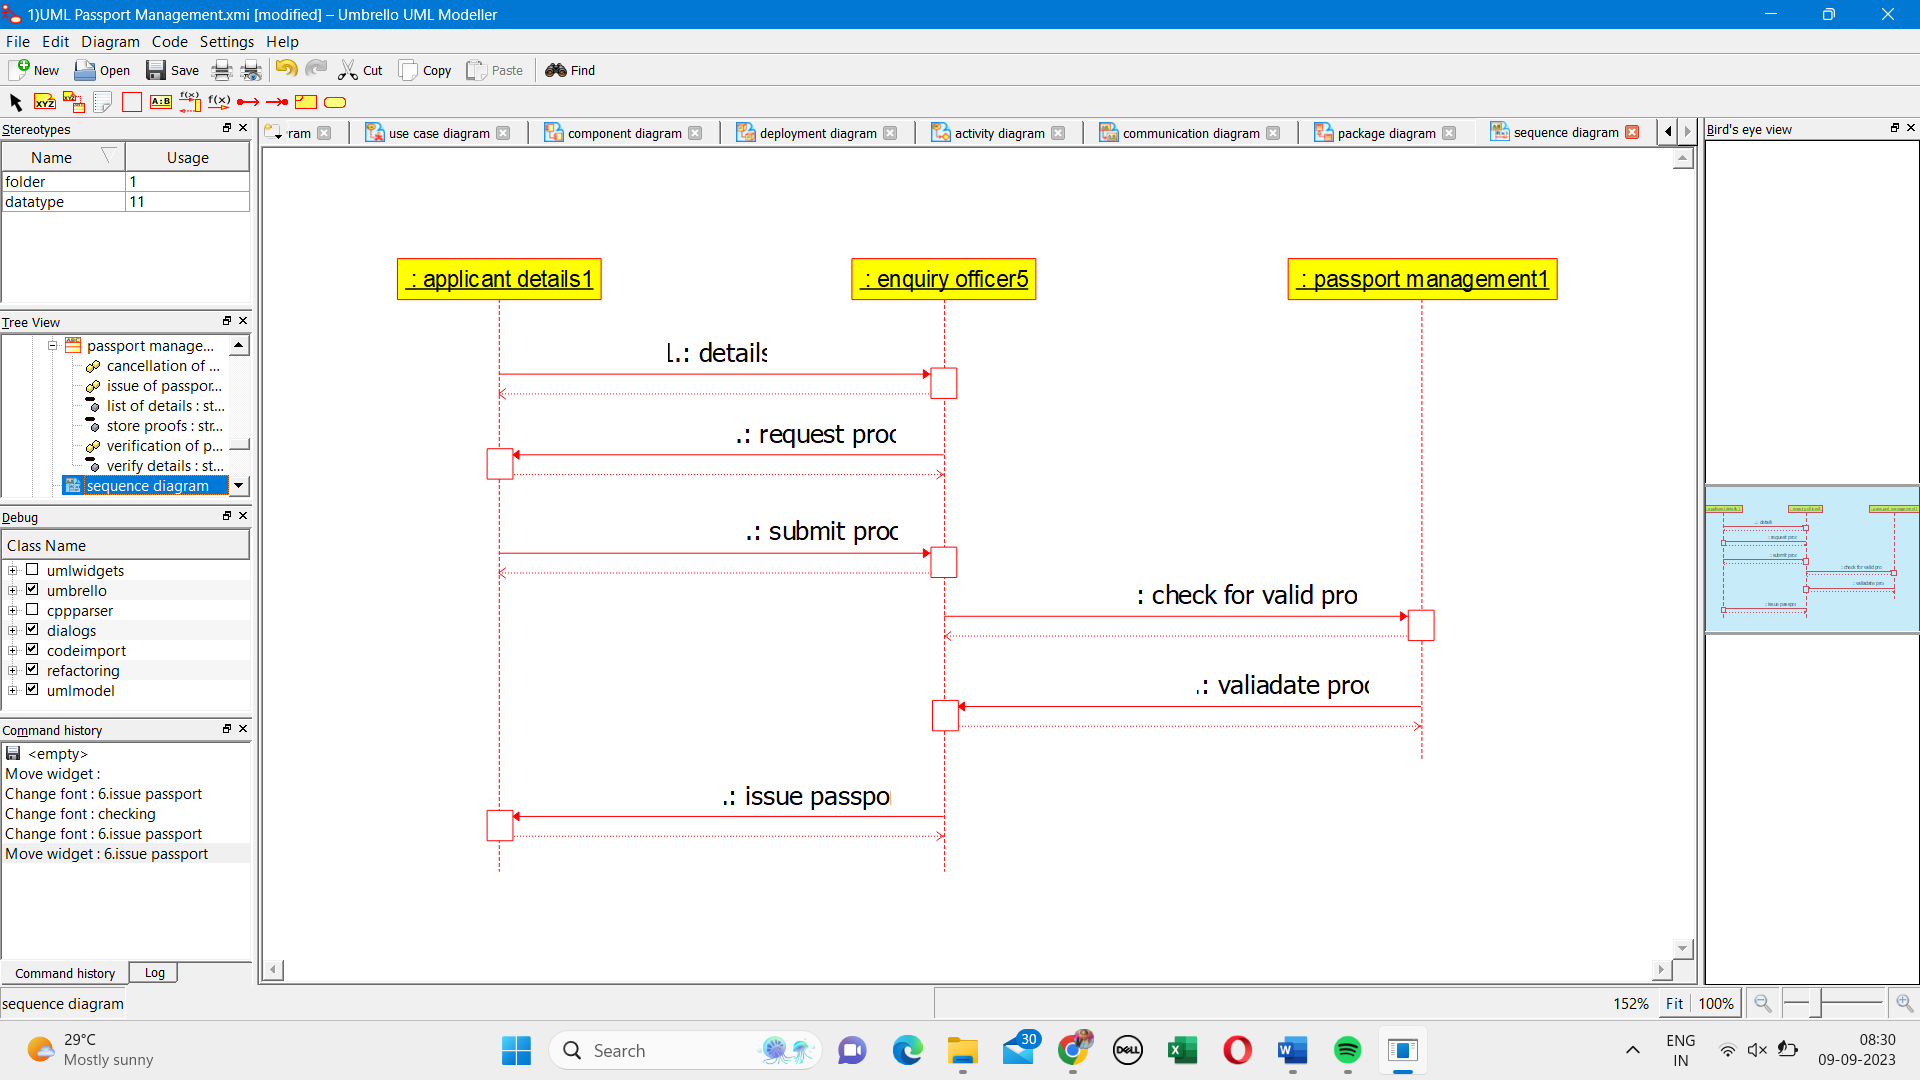 1)UML Passport Management.xmi [modified] – Umbrello UML Modeller
File Edit Diagram Code Settings Help
New Open Save Cut Copy Paste Find
XYZ A:B f(x) f(x)
Stereotypes
Name Usage
folder 1
datatype 11
Tree View
passport manage...
cancellation of ...
issue of passpor...
list of details : st...
store proofs : str...
verification of p...
verify details : st...
sequence diagram
Debug
Class Name
umlwidgets
umbrello
cppparser
dialogs
codeimport
refactoring
umlmodel
Command history
<empty>
Move widget :
Change font : 6.issue passport
Change font : checking
Change font : 6.issue passport
Move widget : 6.issue passport
Command history Log
sequence diagram
ram use case diagram component diagram deployment diagram activity diagram communication diagram package diagram sequence diagram
: applicant details1 : enquiry officer5 : passport management1
.: details
.: request proo
.: submit proo
: check for valid pro
.: valiadate proo
.: issue passpo
Bird's eye view
152% Fit 100%
29°C
Mostly sunny
Search
30
DELL
ENG
IN
08:30
09-09-2023